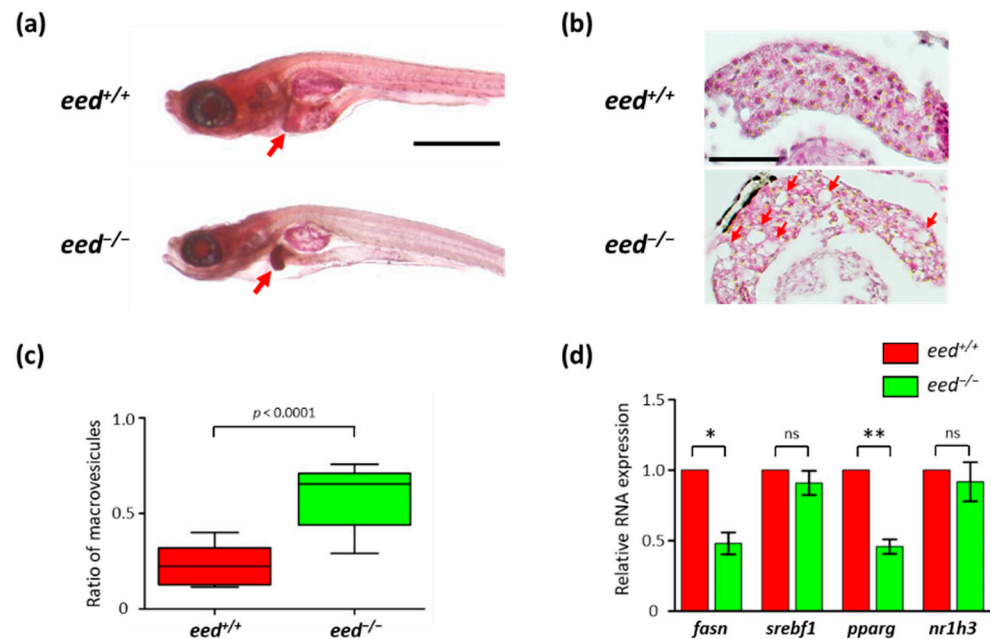 (a)
eed+/+
eed−/−
(b)
eed+/+
eed−/−
(c)
p < 0.0001
1.0
0.5
0
Ratio of macrovesicules
eed+/+
eed−/−
(d)
eed+/+
eed−/−
Relative RNA expression
1.5
1.0
0.5
0
*
ns
**
ns
fasn
srebf1
pparg
nr1h3